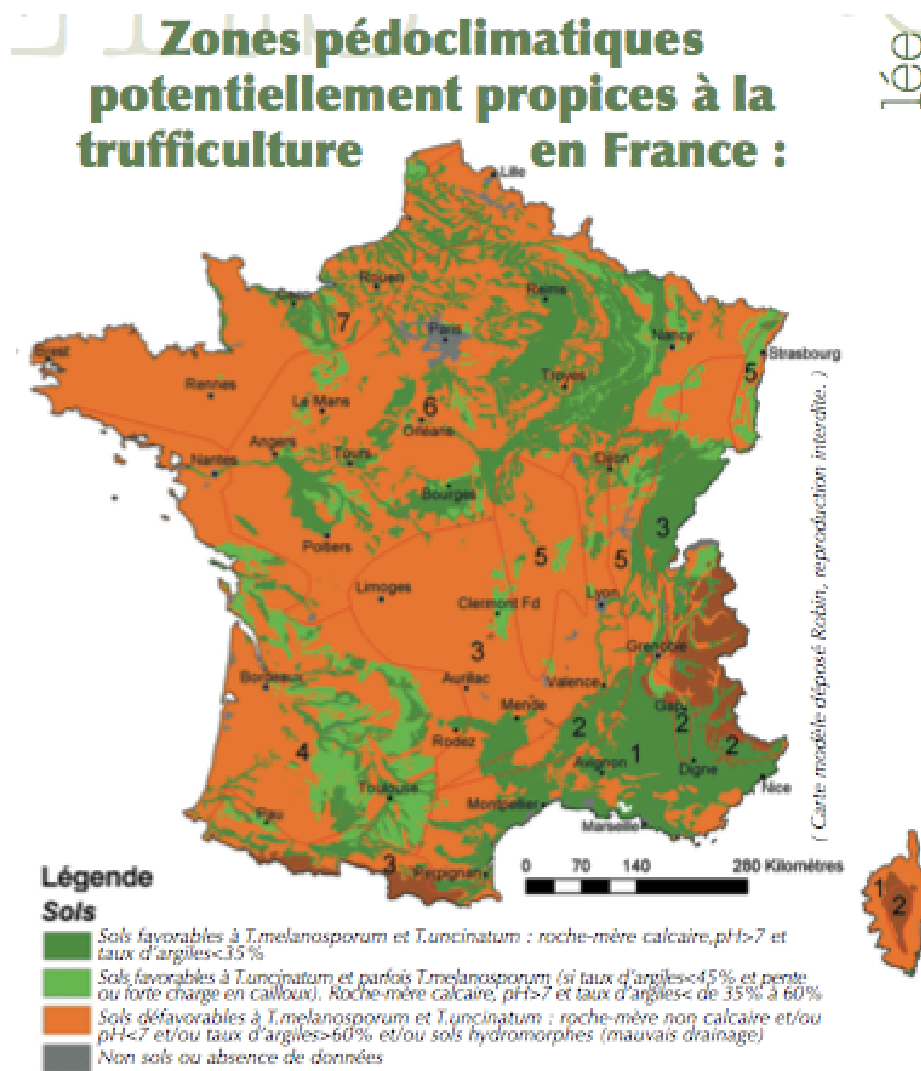 Zones pédoclimatiques
potentiellement propices à la
trufficulture en France :
lée
Lille
Rouen
Caen
Reims
7
Paris
Nancy
Strasbourg
Brest
5
Rennes
Troyes
Le Mans
6
Orléans
Angers
Tours
Dijon
Nantes
Bourges
3
Poitiers
5
5
Limoges
Clermont Fd
Lyon
3
Grenoble
Aurillac
Valence
Bordeaux
Mende
Gap
2
2
4
Rodez
1
2
Avignon
Digne
Toulouse
Nice
Montpellier
Pau
Marseille
3
Perpignan
0 70 140 280 Kilomètres
1
2
( Carte modèle déposé Robin, reproduction interdite. )
Légende
Sols
Sols favorables à T.melanosporum et T.uncinatum : roche-mère calcaire,pH>7 et
taux d'argiles<35%
Sols favorables à T.uncinatum et parfois T.melanosporum (si taux d'argiles<45% et pente
ou forte charge en cailloux). Roche-mère calcaire, pH>7 et taux d'argiles< de 35% à 60%
Sols défavorables à T.melanosporum et T.uncinatum : roche-mère non calcaire et/ou
pH<7 et/ou taux d'argiles>60% et/ou sols hydromorphes (mauvais drainage)
Non sols ou absence de données